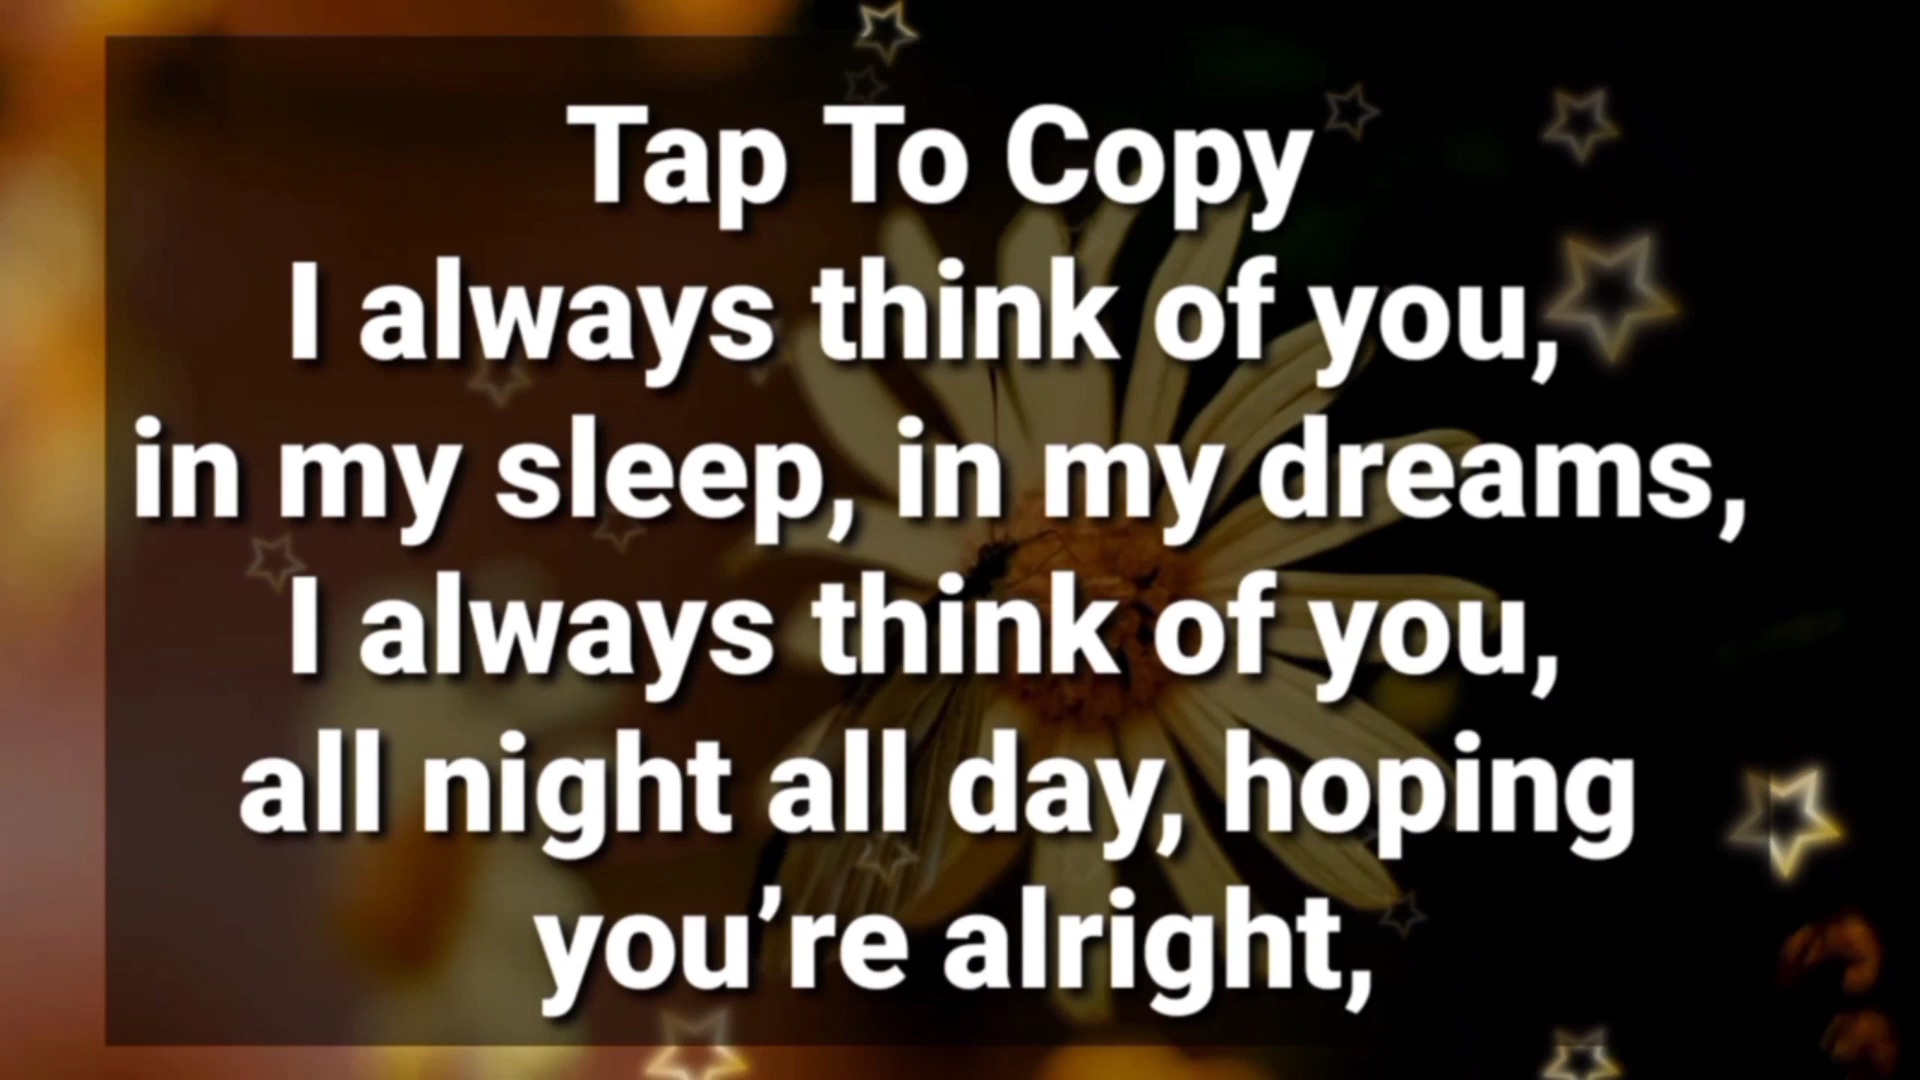 Tap To Copy
I always think of you,
in my sleep, in my dreams,
I always think of you,
all night all day, hoping
you’re alright,